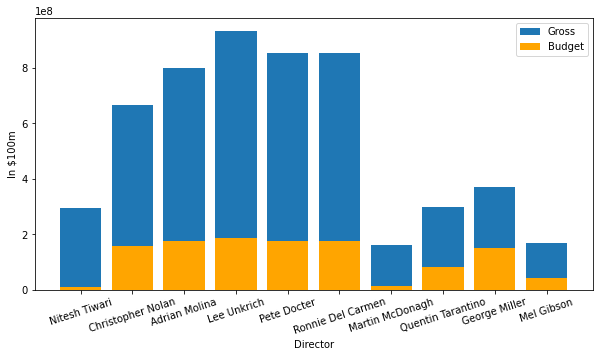 1e8
Gross
Budget
8
6
4
2
0
In $100m
Nitesh Tiwari
Christopher Nolan
Adrian Molina
Lee Unkrich
Pete Docter
Ronnie Del Carmen
Martin McDonagh
Quentin Tarantino
George Miller
Mel Gibson
Director